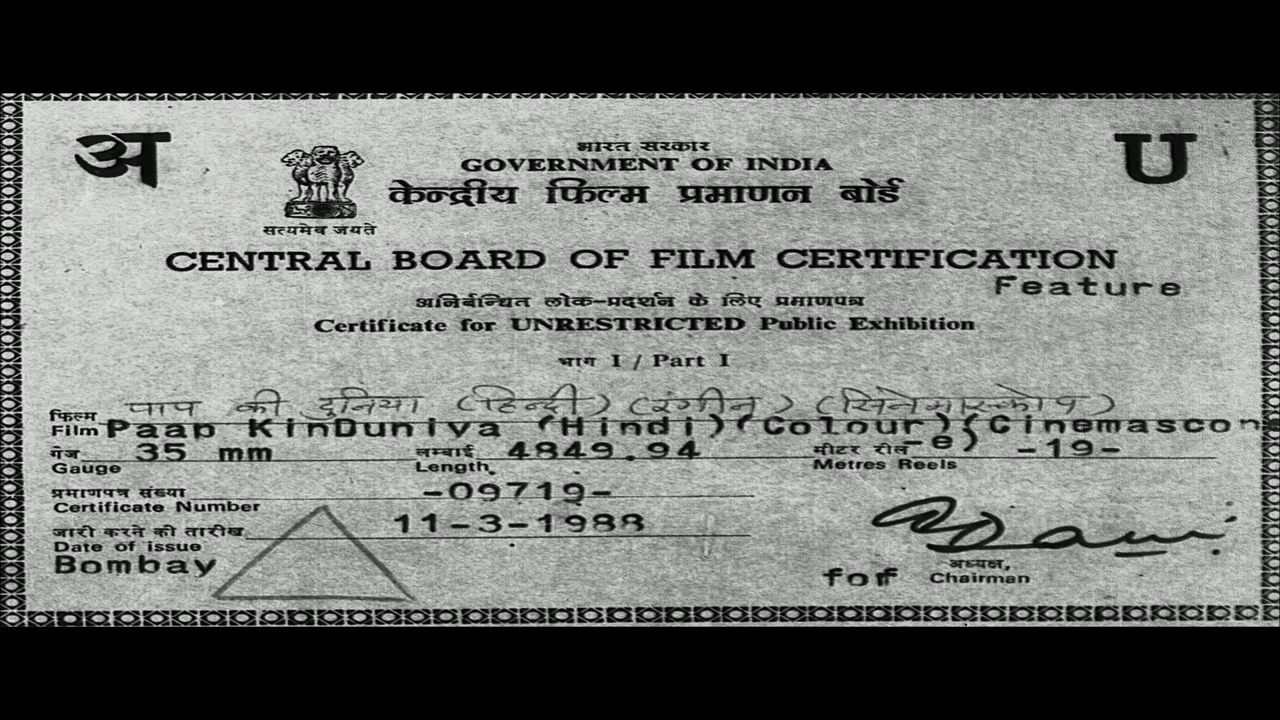 अ
U
भारत सरकार
GOVERNMENT OF INDIA
केन्द्रीय फिल्म प्रमाणन बोर्ड
सत्यमेव जयते
CENTRAL BOARD OF FILM CERTIFICATION
Feature
अनिर्बन्धित लोक-प्रदर्शन के लिए प्रमाणपत्र
Certificate for UNRESTRICTED Public Exhibition
भाग I / Part I
फिल्म पाप की दुनिया (हिन्दी) (रंगीन) (सिनेमास्कोप)
Film Paap KinDuniya (Hindi)(Colour)(Cinemascop
-e)
गेज 35 mm लम्बाई 4849.94 मीटर रील -19-
Gauge Length Metres Reels
प्रमाणपत्र संख्या -09719-
Certificate Number
जारी करने की तारीख 11-3-1988
Date of issue
Bombay
अध्यक्ष,
for Chairman